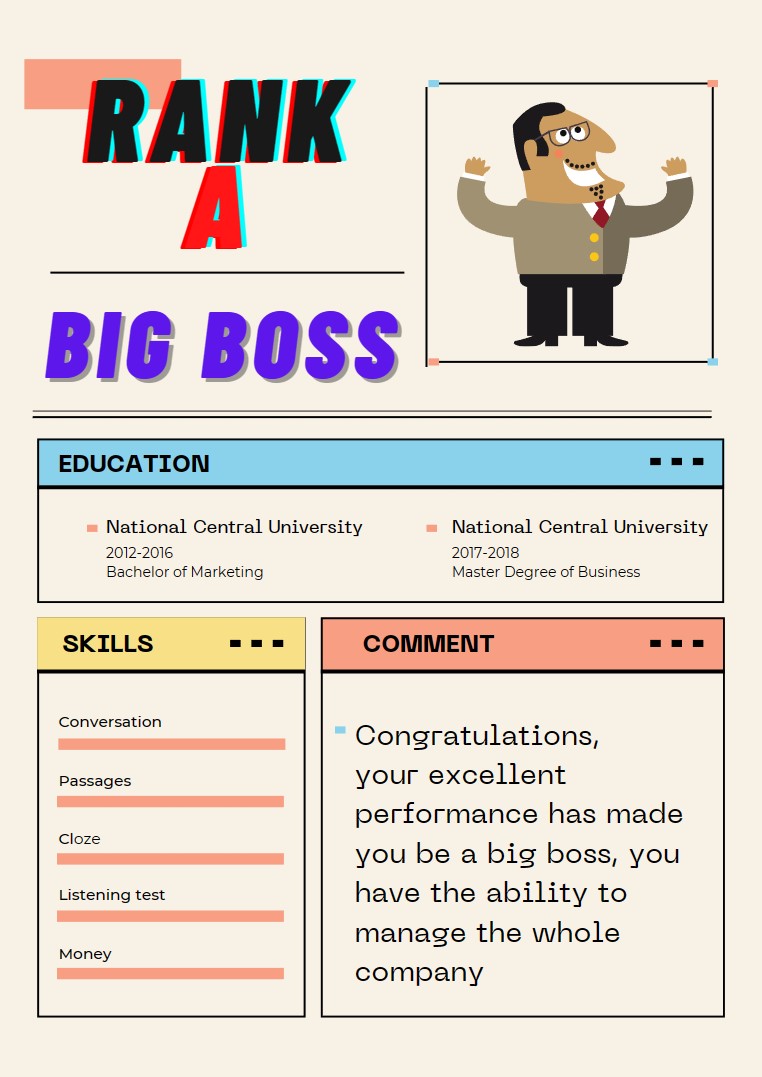 RANK
A
BIG BOSS
EDUCATION
National Central University
2012-2016
Bachelor of Marketing
National Central University
2017-2018
Master Degree of Business
SKILLS
Conversation
Passages
Cloze
Listening test
Money
COMMENT
Congratulations,
your excellent
performance has made
you be a big boss, you
have the ability to
manage the whole
company